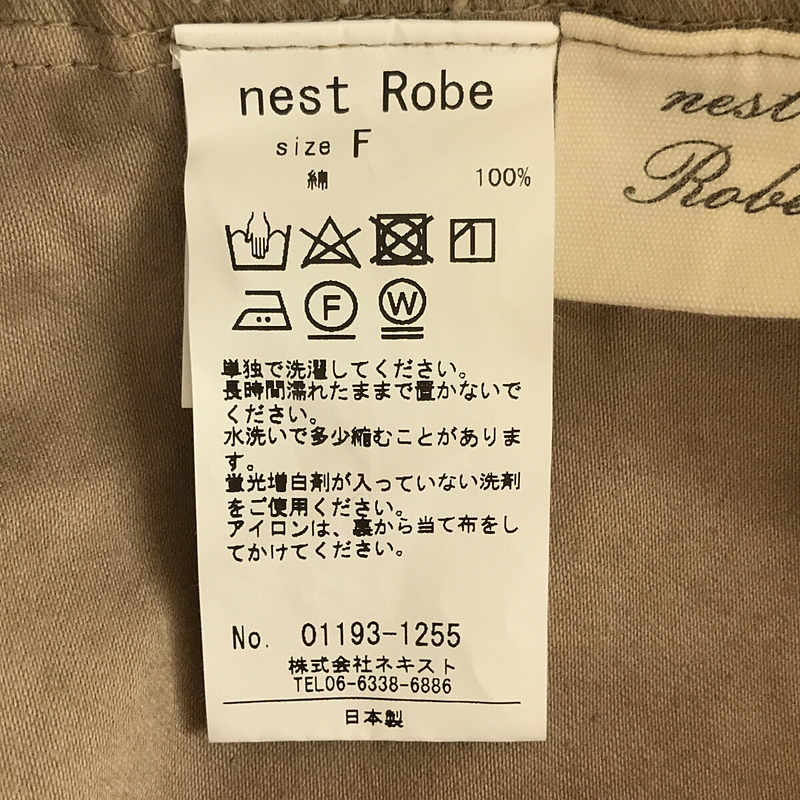 nest Robe
size F
綿 100%
1
F W
単独で洗濯してください。
長時間濡れたままで置かないで
ください。
水洗いで多少縮むことがありま
す。
蛍光増白剤が入っていない洗剤
をご使用ください。
アイロンは、裏から当て布をし
てかけてください。
No. 01193-1255
株式会社ネキスト
TEL06-6338-6886
日本製
nest
Robe